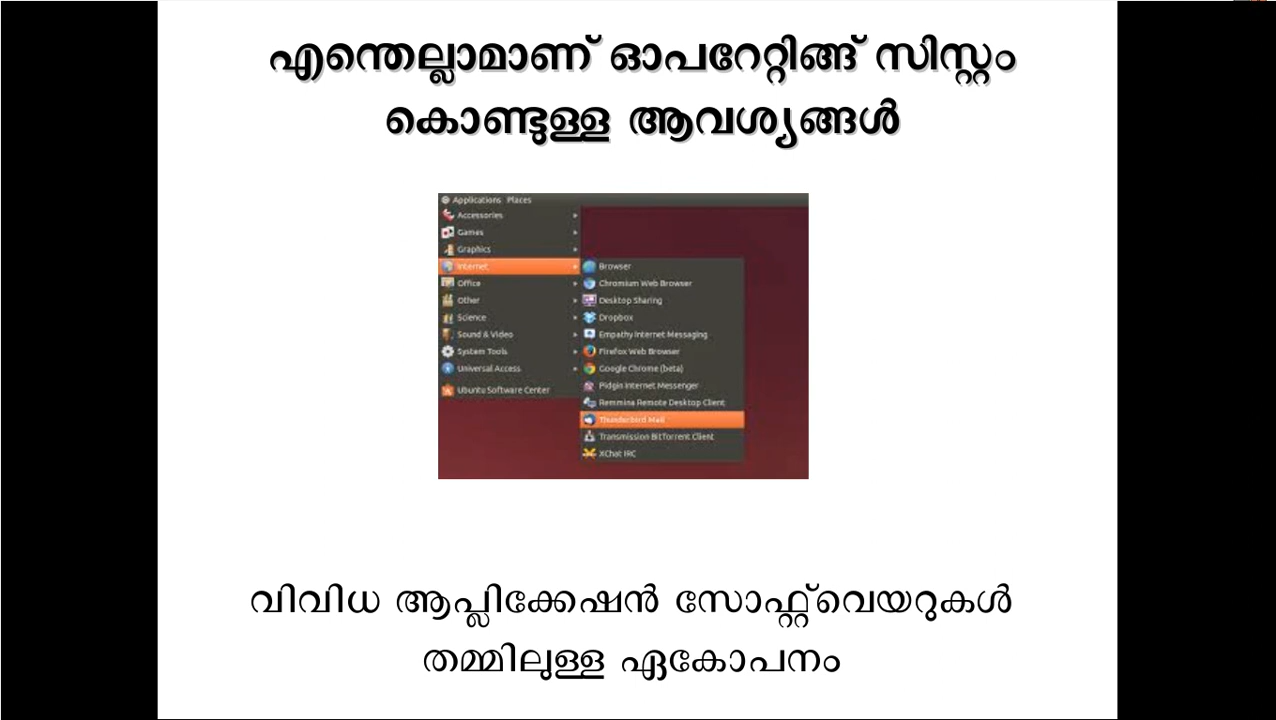 എന്തെല്ലാമാണ് ഓപറേറ്റിങ്ങ് സിസ്റ്റം
കൊണ്ടുള്ള ആവശ്യങ്ങൾ
Applications Places
Accessories
Games
Graphics
Internet
Office
Other
Science
Sound & Video
System Tools
Universal Access
Ubuntu Software Center
Browser
Chromium Web Browser
Desktop Sharing
Dropbox
Empathy Internet Messaging
Firefox Web Browser
Google Chrome (beta)
Pidgin Internet Messenger
Remmina Remote Desktop Client
Thunderbird Mail
Transmission BitTorrent Client
XChat IRC
വിവിധ ആപ്ലിക്കേഷൻ സോഫ്റ്റ്‌വെയറുകൾ
തമ്മിലുള്ള ഏകോപനം